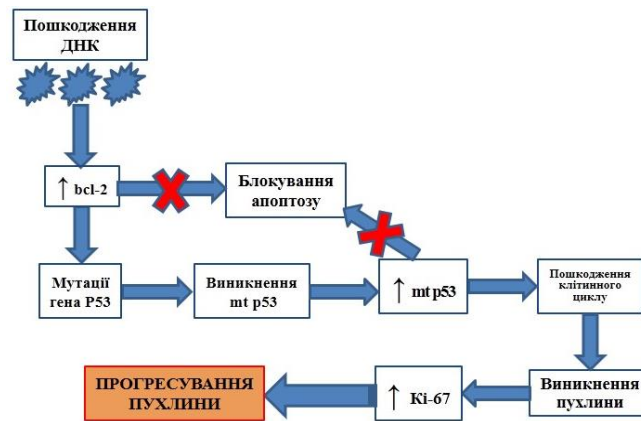 Пошкодження
ДНК
↑ bcl-2
Блокування
апоптозу
Мутації
гена Р53
Виникнення
mt p53
↑ mt p53
Пошкодження
клітинного
циклу
ПРОГРЕСУВАННЯ
ПУХЛИНИ
↑ Кі-67
Виникнення
пухлини